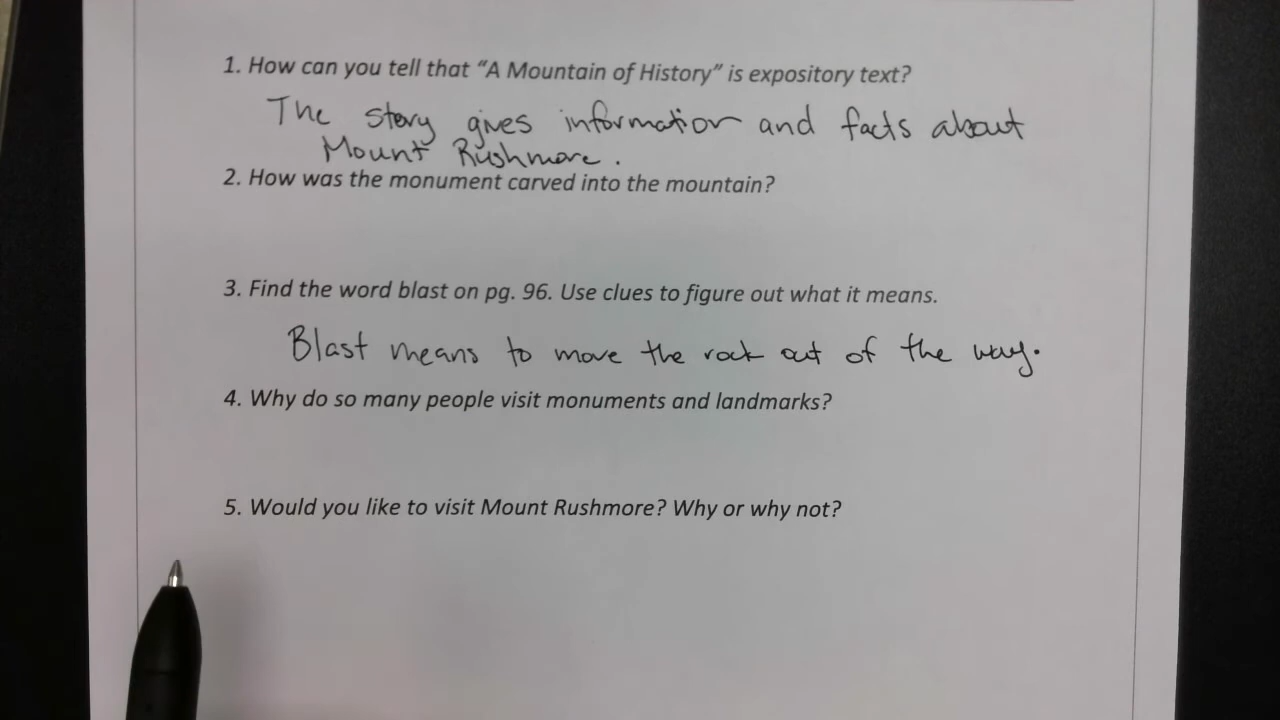 1. How can you tell that “A Mountain of History” is expository text?
The story gives information and facts about
Mount Rushmore.
2. How was the monument carved into the mountain?
3. Find the word blast on pg. 96. Use clues to figure out what it means.
Blast means to move the rock out of the way.
4. Why do so many people visit monuments and landmarks?
5. Would you like to visit Mount Rushmore? Why or why not?